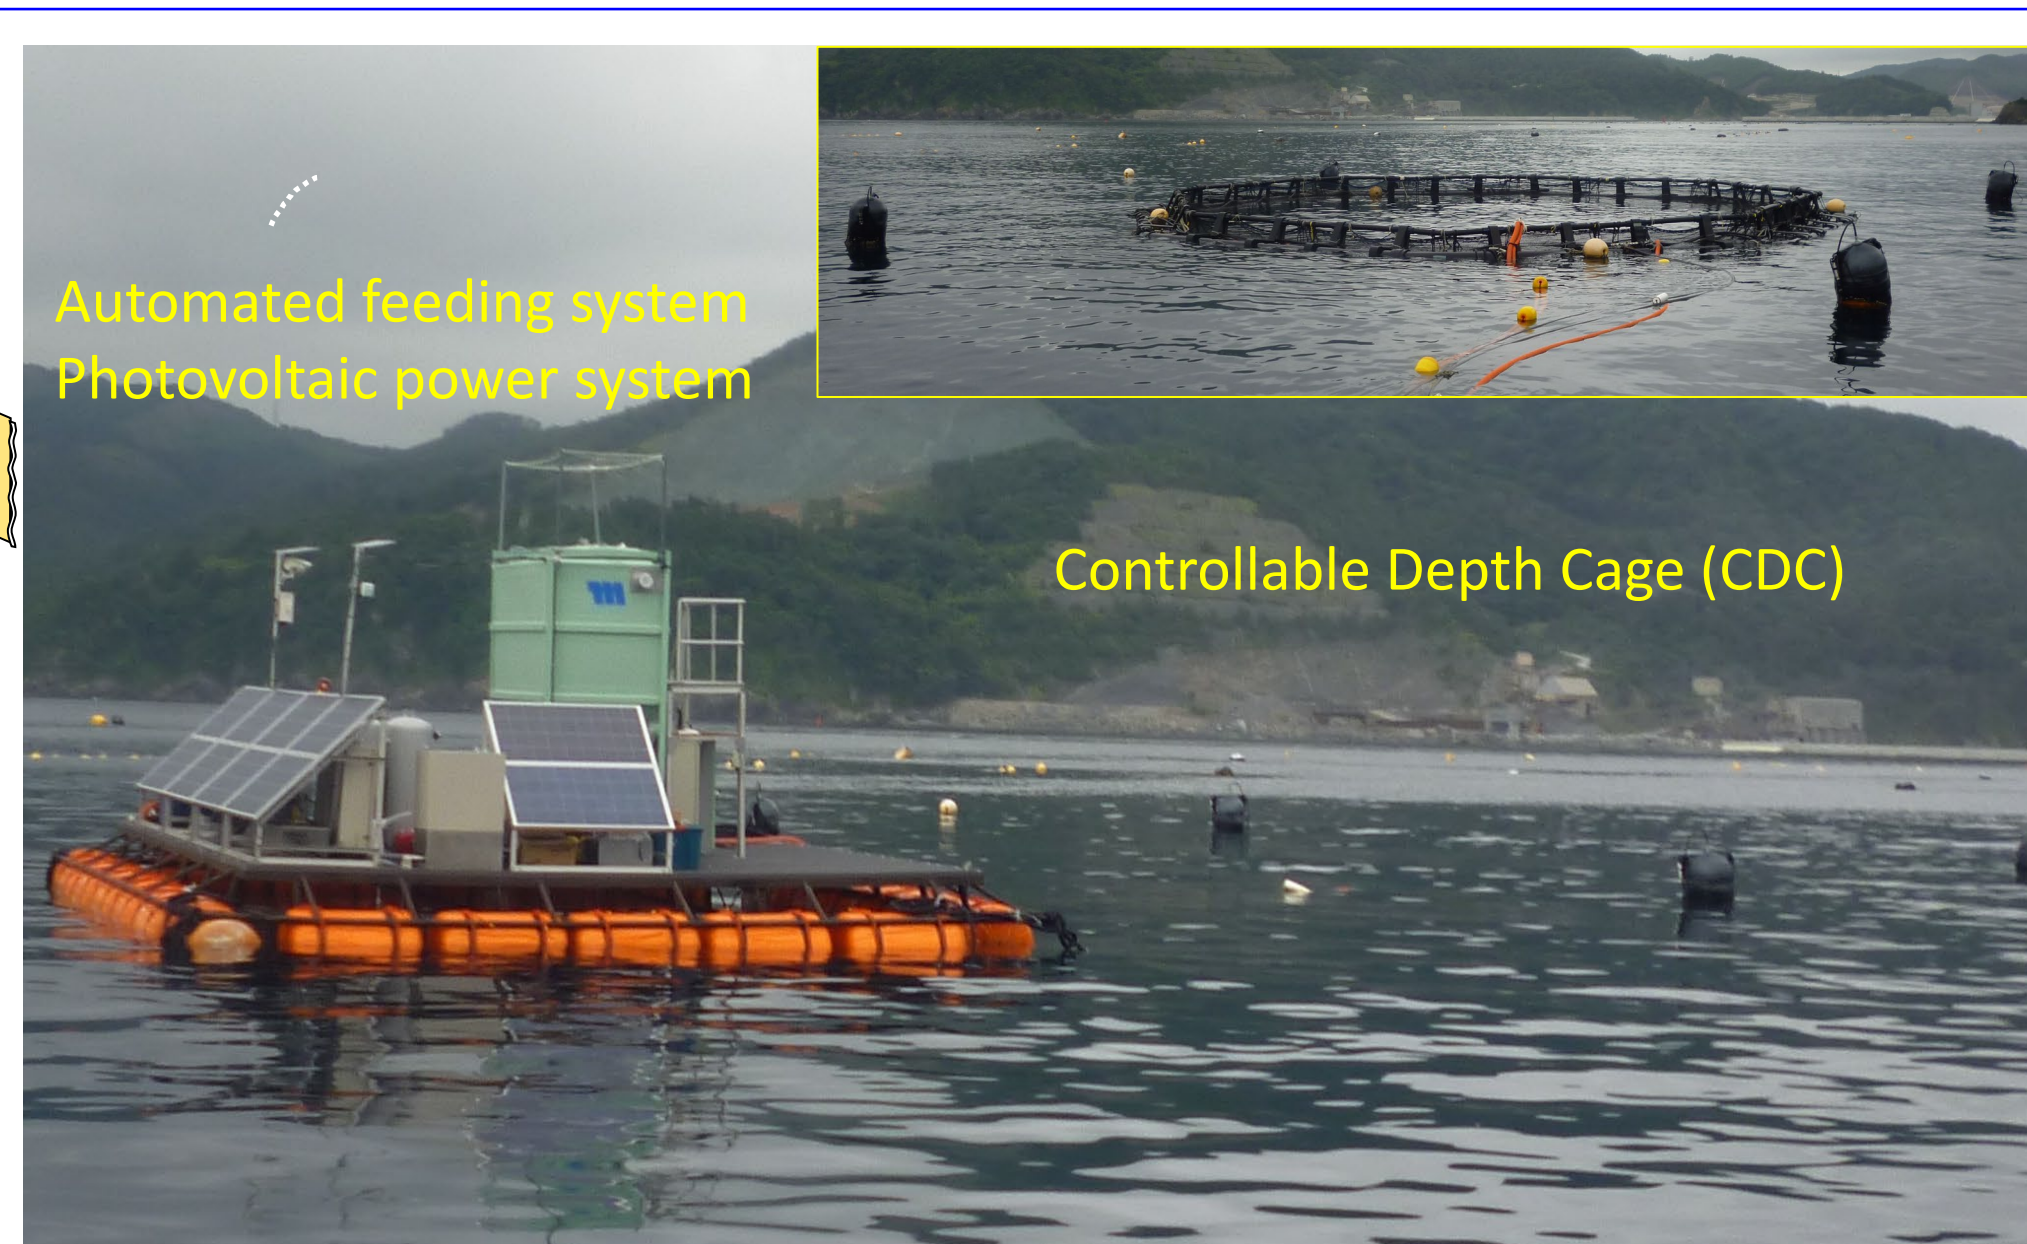 Automated feeding system
Photovoltaic power system
Controllable Depth Cage (CDC)